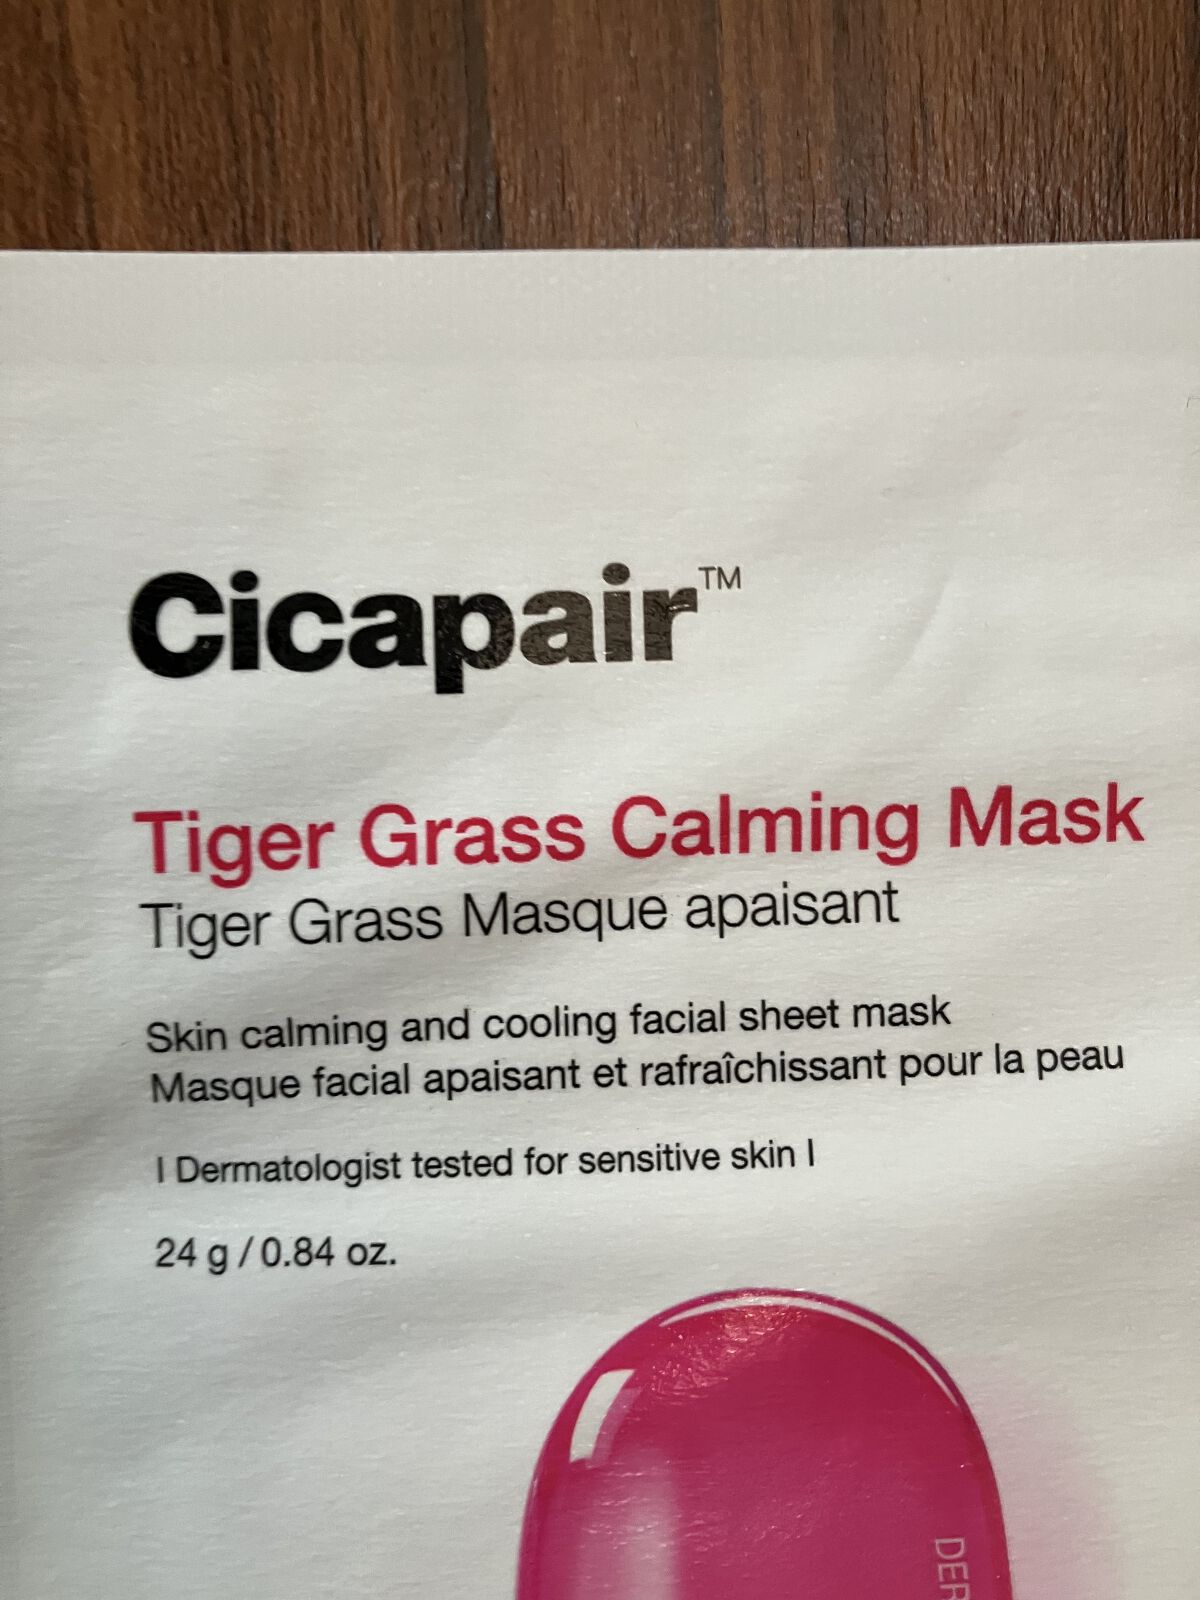 Cicapair™
Tiger Grass Calming Mask
Tiger Grass Masque apaisant
Skin calming and cooling facial sheet mask
Masque facial apaisant et rafraîchissant pour la peau
| Dermatologist tested for sensitive skin |
24 g / 0.84 oz.
DER